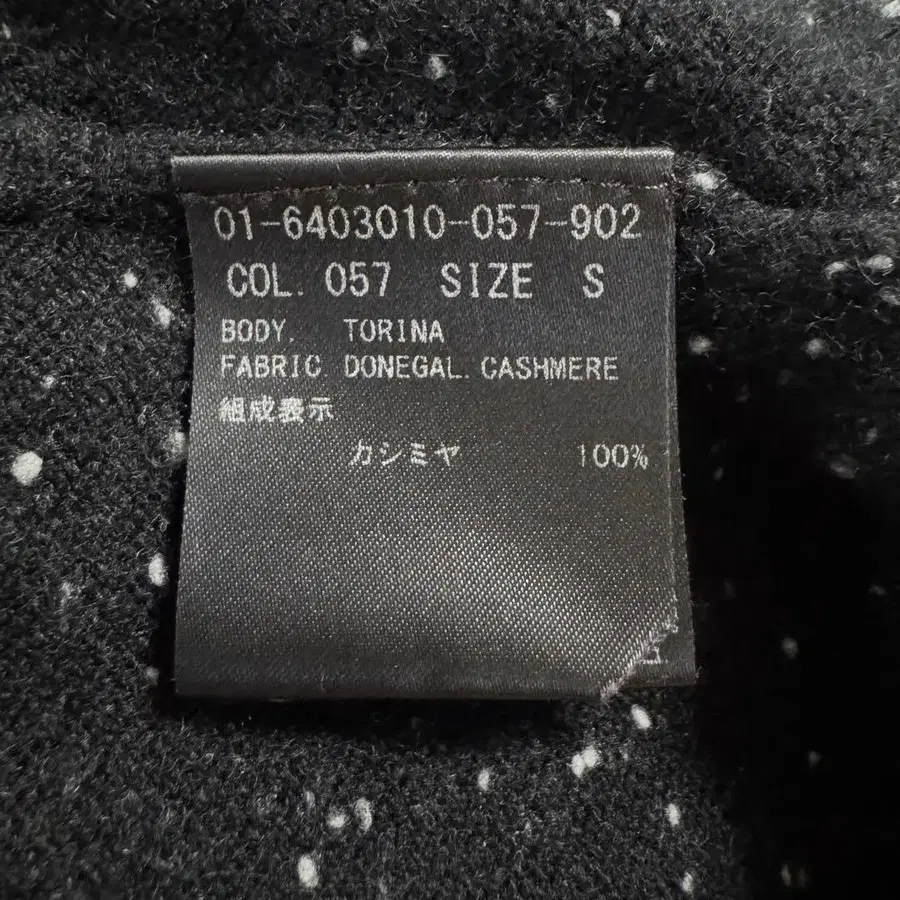 01-6403010-057-902
COL. 057 SIZE S
BODY. TORINA
FABRIC DONEGAL. CASHMERE
組成表示
カシミヤ 100%